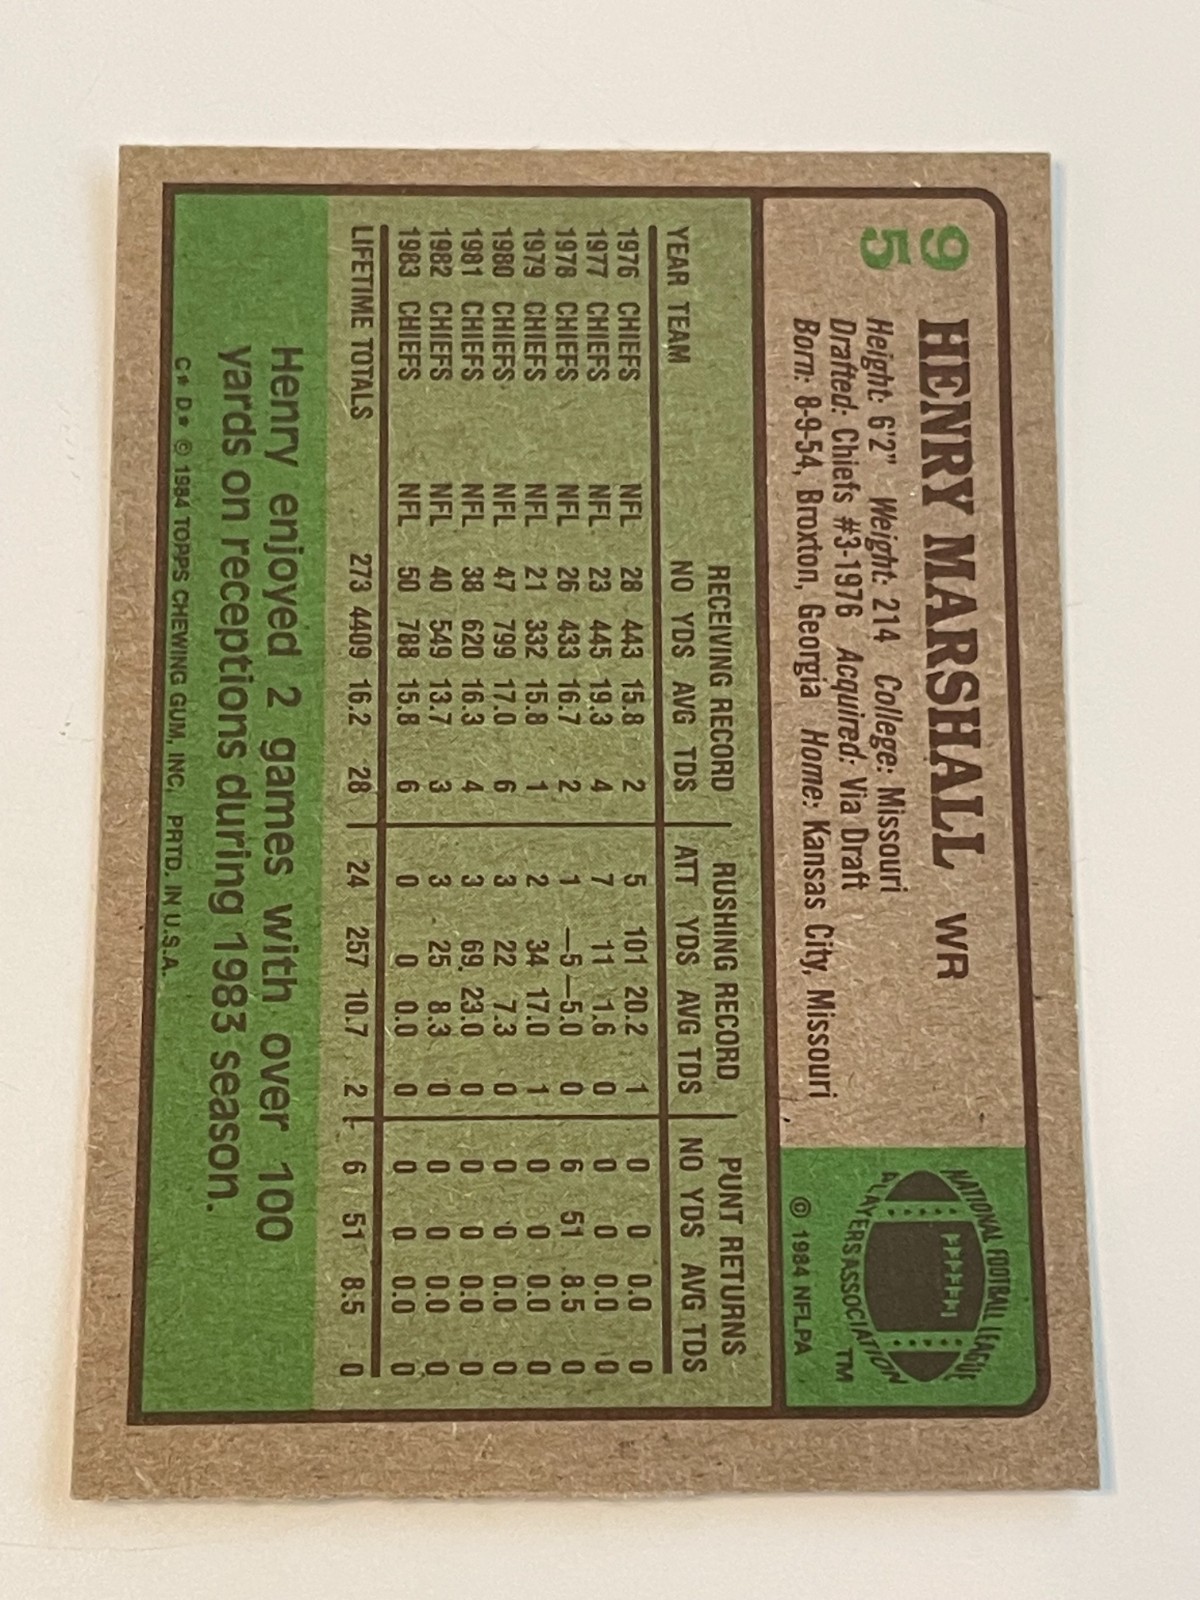 95
HENRY MARSHALL WR
Height: 6'2" Weight: 214 College: Missouri
Drafted: Chiefs #3-1976 Acquired: Via Draft
Born: 8-9-54, Broxton, Georgia Home: Kansas City, Missouri
NATIONAL FOOTBALL LEAGUE
PLAYERS ASSOCIATION TM
© 1984 NFLPA
RECEIVING RECORD RUSHING RECORD PUNT RETURNS
YEAR TEAM NO YDS AVG TDS ATT YDS AVG TDS NO YDS AVG TDS
1976 CHIEFS NFL 28 443 15.8 2 5 101 20.2 1 0 0 0.0 0
1977 CHIEFS NFL 23 445 19.3 4 7 11 1.6 0 0 0 0.0 0
1978 CHIEFS NFL 26 433 16.7 2 1 —5 —5.0 0 6 51 8.5 0
1979 CHIEFS NFL 21 332 15.8 1 2 34 17.0 1 0 0 0.0 0
1980 CHIEFS NFL 47 799 17.0 6 3 22 7.3 0 0 0 0.0 0
1981 CHIEFS NFL 38 620 16.3 4 3 69 23.0 0 0 0 0.0 0
1982 CHIEFS NFL 40 549 13.7 3 3 25 8.3 0 0 0 0.0 0
1983 CHIEFS NFL 50 788 15.8 6 0 0 0.0 0 0 0 0.0 0
LIFETIME TOTALS 273 4409 16.2 28 24 257 10.7 2 6 51 8.5 0
Henry enjoyed 2 games with over 100
yards on receptions during 1983 season.
C* D* © 1984 TOPPS CHEWING GUM, INC. PRTD. IN U.S.A.